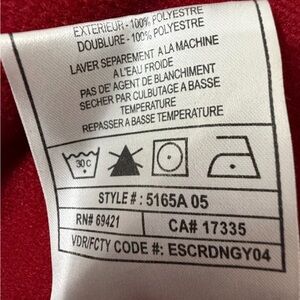 EXTERIEUR - 100% POLYESTRE
DOUBLURE - 100% POLYESTRE
LAVER SEPAREMENT A LA MACHINE
A L'EAU FROIDE
PAS DE' AGENT DE BLANCHIMENT
SECHER PAR CULBUTAGE A BASSE
TEMPERATURE
REPASSER A BASSE TEMPERATURE
30C
STYLE # : 5165A 05
RN# 69421 CA# 17335
VDR/FCTY CODE #: ESCRDNGY04